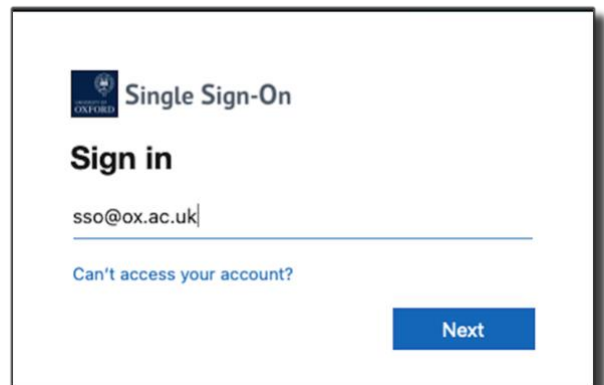 UNIVERSITY OF
OXFORD
Single Sign-On
Sign in
sso@ox.ac.uk
Can't access your account?
Next